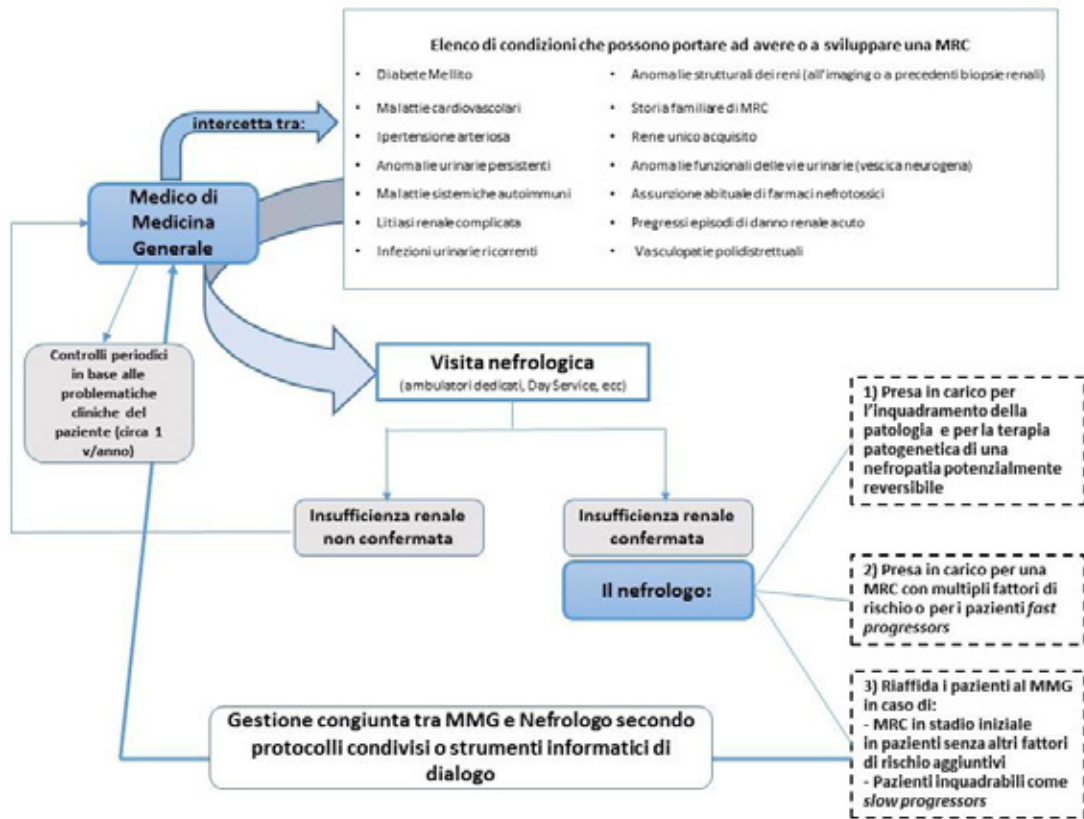 Elenco di condizioni che possono portare ad avere o a sviluppare una MRC
• Diabete Mellito
• Malattie cardiovascolari
• Ipertensione arteriosa
• Anomalie urinarie persistenti
• Malattie sistemiche autoimmuni
• Litiasi renale complicata
• Infezioni urinarie ricorrenti
• Anomalie strutturali dei reni (all'imaging o a precedenti biopsie renali)
• Storia familiare di MRC
• Rene unico acquisito
• Anomalie funzionali delle vie urinarie (vescica neurogena)
• Assunzione abituale di farmaci nefrotossici
• Pregressi episodi di danno renale acuto
• Vasculopatie polidistrettuali
intercetta tra:
Medico di
Medicina
Generale
Controlli periodici
in base alle
problematiche
cliniche del
paziente (circa 1
v/anno)
Visita nefrologica
(ambulatori dedicati, Day Service, ecc)
Insufficienza renale
non confermata
Insufficienza renale
confermata
Il nefrologo:
1) Presa in carico per
l'inquadramento della
patologia e per la terapia
patogenetica di una
nefropatia potenzialmente
reversibile
2) Presa in carico per una
MRC con multipli fattori di
rischio o per i pazienti fast
progressors
3) Riaffida i pazienti al MMG
in caso di:
- MRC in stadio iniziale
in pazienti senza altri fattori
di rischio aggiuntivi
- Pazienti inquadrabili come
slow progressors
Gestione congiunta tra MMG e Nefrologo secondo
protocolli condivisi o strumenti informatici di
dialogo